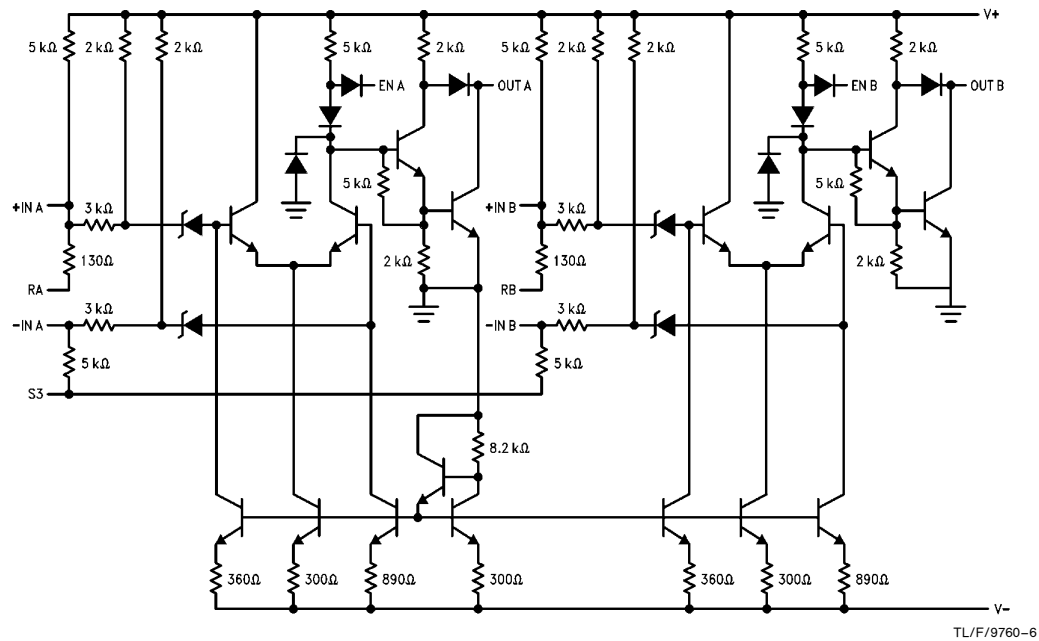 V+
5 kΩ 2 kΩ 2 kΩ 5 kΩ 2 kΩ 5 kΩ 2 kΩ 2 kΩ 5 kΩ 2 kΩ
EN A OUT A EN B OUT B
5 kΩ 5 kΩ
+IN A 3 kΩ +IN B 3 kΩ
130Ω 2 kΩ 130Ω 2 kΩ
RA RB
3 kΩ 3 kΩ
-IN A -IN B
5 kΩ 5 kΩ
S3
8.2 kΩ
360Ω 300Ω 890Ω 300Ω 360Ω 300Ω 890Ω
V-
TL/F/9760-6